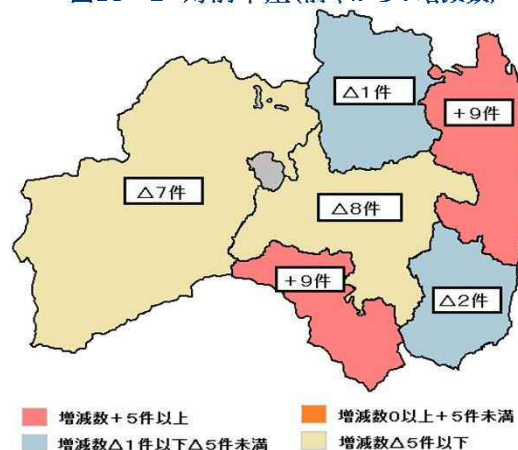 △1件
+9件
△7件
△8件
+9件
△2件
増減数+5件以上
増減数0以上+5件未満
増減数△1件以下△5件未満
増減数△5件以下